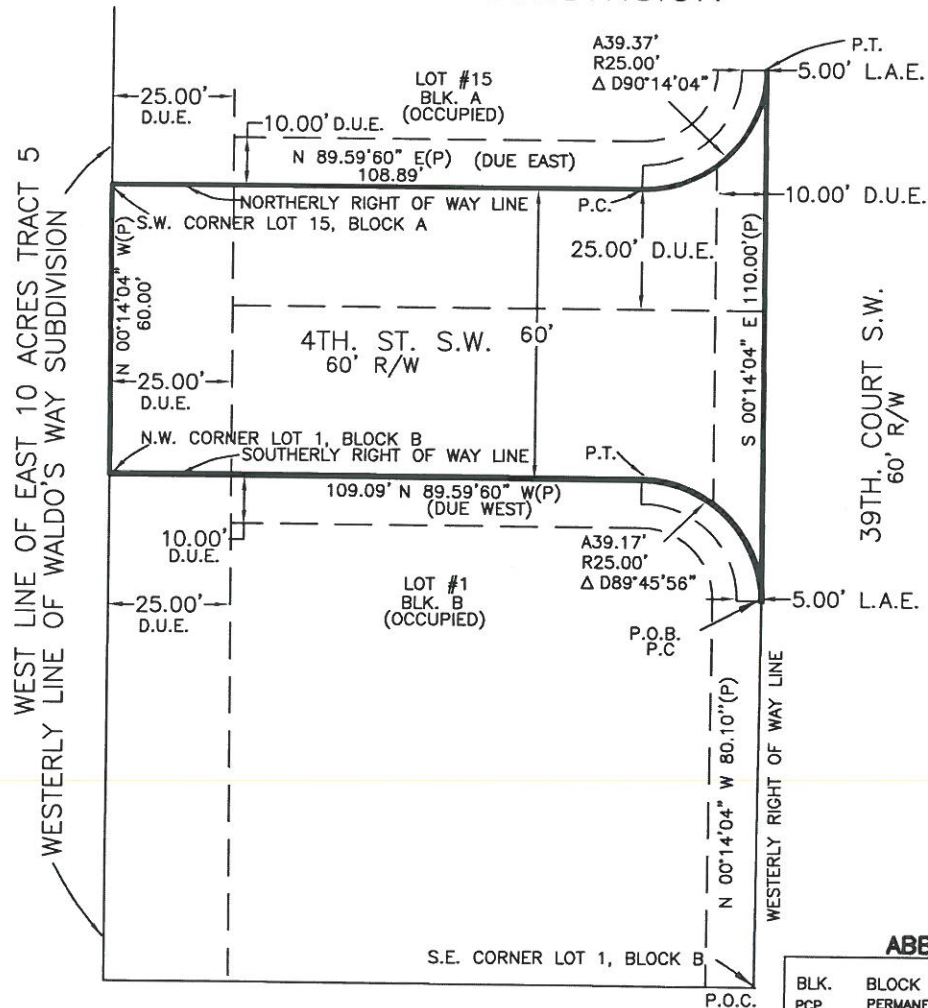 A39.37'
R25.00'
Δ D90°14'04"
P.T.
5.00' L.A.E.
LOT #15
BLK. A
(OCCUPIED)
25.00'
D.U.E.
10.00' D.U.E.
N 89.59'60" E(P) (DUE EAST)
108.89'
10.00' D.U.E.
NORTHERLY RIGHT OF WAY LINE
P.C.
S.W. CORNER LOT 15, BLOCK A
25.00' D.U.E.
N 00°14'04" W(P)
60.00'
S 00°14'04" E 110.00'(P)
WEST LINE OF EAST 10 ACRES TRACT 5
WESTERLY LINE OF WALDO'S WAY SUBDIVISION
4TH. ST. S.W.
60' R/W
60'
39TH. COURT S.W.
60' R/W
25.00'
D.U.E.
N.W. CORNER LOT 1, BLOCK B
SOUTHERLY RIGHT OF WAY LINE
P.T.
109.09' N 89.59'60" W(P)
(DUE WEST)
10.00'
D.U.E.
A39.17'
R25.00'
Δ D89°45'56"
LOT #1
BLK. B
(OCCUPIED)
25.00'
D.U.E.
5.00' L.A.E.
P.O.B.
P.C
N 00°14'04" W 80.10"(P)
WESTERLY RIGHT OF WAY LINE
S.E. CORNER LOT 1, BLOCK B
P.O.C.
ABB
BLK. BLOCK
PCP PERMANE